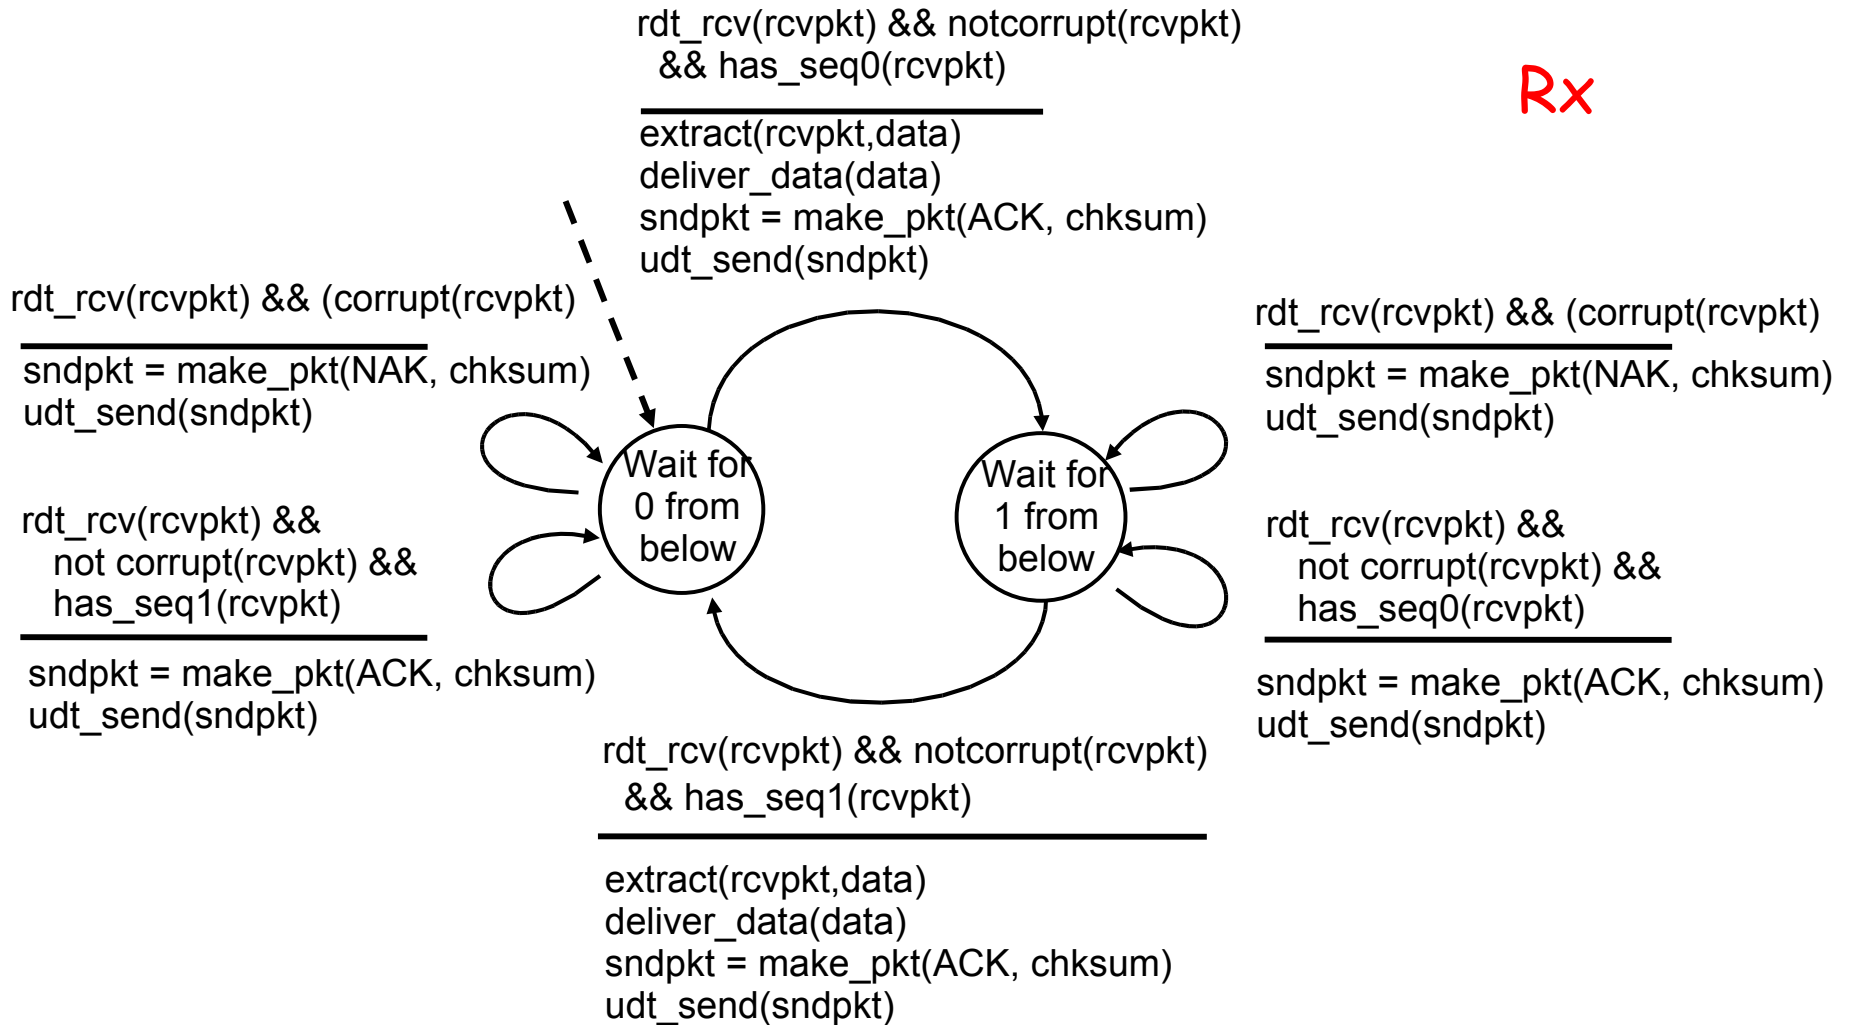 rdt_rcv(rcvpkt) && notcorrupt(rcvpkt)
&& has_seq0(rcvpkt)
extract(rcvpkt,data)
deliver_data(data)
sndpkt = make_pkt(ACK, chksum)
udt_send(sndpkt)
Rx
rdt_rcv(rcvpkt) && (corrupt(rcvpkt)
sndpkt = make_pkt(NAK, chksum)
udt_send(sndpkt)
rdt_rcv(rcvpkt) &&
not corrupt(rcvpkt) &&
has_seq1(rcvpkt)
sndpkt = make_pkt(ACK, chksum)
udt_send(sndpkt)
Wait for
0 from
below
Wait for
1 from
below
rdt_rcv(rcvpkt) && (corrupt(rcvpkt)
sndpkt = make_pkt(NAK, chksum)
udt_send(sndpkt)
rdt_rcv(rcvpkt) &&
not corrupt(rcvpkt) &&
has_seq0(rcvpkt)
sndpkt = make_pkt(ACK, chksum)
udt_send(sndpkt)
rdt_rcv(rcvpkt) && notcorrupt(rcvpkt)
&& has_seq1(rcvpkt)
extract(rcvpkt,data)
deliver_data(data)
sndpkt = make_pkt(ACK, chksum)
udt_send(sndpkt)